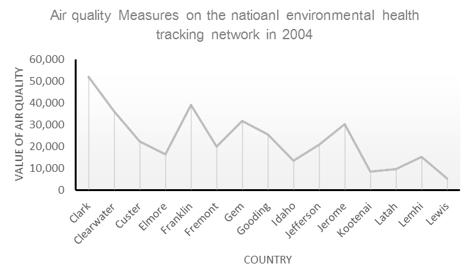 Air quality Measures on the natioanl environmental health
tracking network in 2004
VALUE OF AIR QUALITY
60,000
50,000
40,000
30,000
20,000
10,000
0
Clark
Clearwater
Custer
Elmore
Franklin
Fremont
Gem
Gooding
Idaho
Jefferson
Jerome
Kootenai
Latah
Lemhi
Lewis
COUNTRY